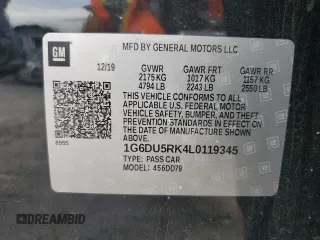 GM
MFD BY GENERAL MOTORS LLC
12/19 GVWR GAWR FRT GAWR RR
2175 KG 1017 KG 1157 KG
4794 LB 2243 LB 2550 LB
THIS VEHICLE CONFORMS TO ALL
APPLICABLE U.S. FEDERAL MOTOR
VEHICLE SAFETY, BUMPER, AND THEFT
PREVENTION STANDARDS IN EFFECT
ON THE DATE OF MANUFACTURE
SHOWN ABOVE.
1G6DU5RK4L0119345
TYPE: PASS CAR
MODEL: 456DD79
DREAMBID